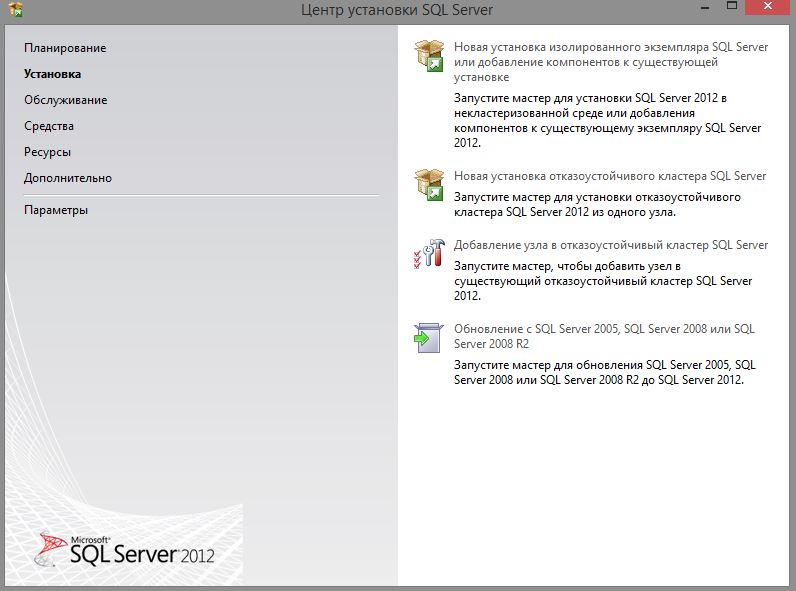 Центр установки SQL Server
Планирование
Установка
Обслуживание
Средства
Ресурсы
Дополнительно
Параметры
Новая установка изолированного экземпляра SQL Server
или добавление компонентов к существующей
установке
Запустите мастер для установки SQL Server 2012 в
некластеризованной среде или добавления
компонентов к существующему экземпляру SQL Server
2012.
Новая установка отказоустойчивого кластера SQL Server
Запустите мастер для установки отказоустойчивого
кластера SQL Server 2012 из одного узла.
Добавление узла в отказоустойчивый кластер SQL Server
Запустите мастер, чтобы добавить узел в
существующий отказоустойчивый кластер SQL Server
2012.
Обновление с SQL Server 2005, SQL Server 2008 или SQL
Server 2008 R2
Запустите мастер для обновления SQL Server 2005, SQL
Server 2008 или SQL Server 2008 R2 до SQL Server 2012.
Microsoft®
SQL Server® 2012